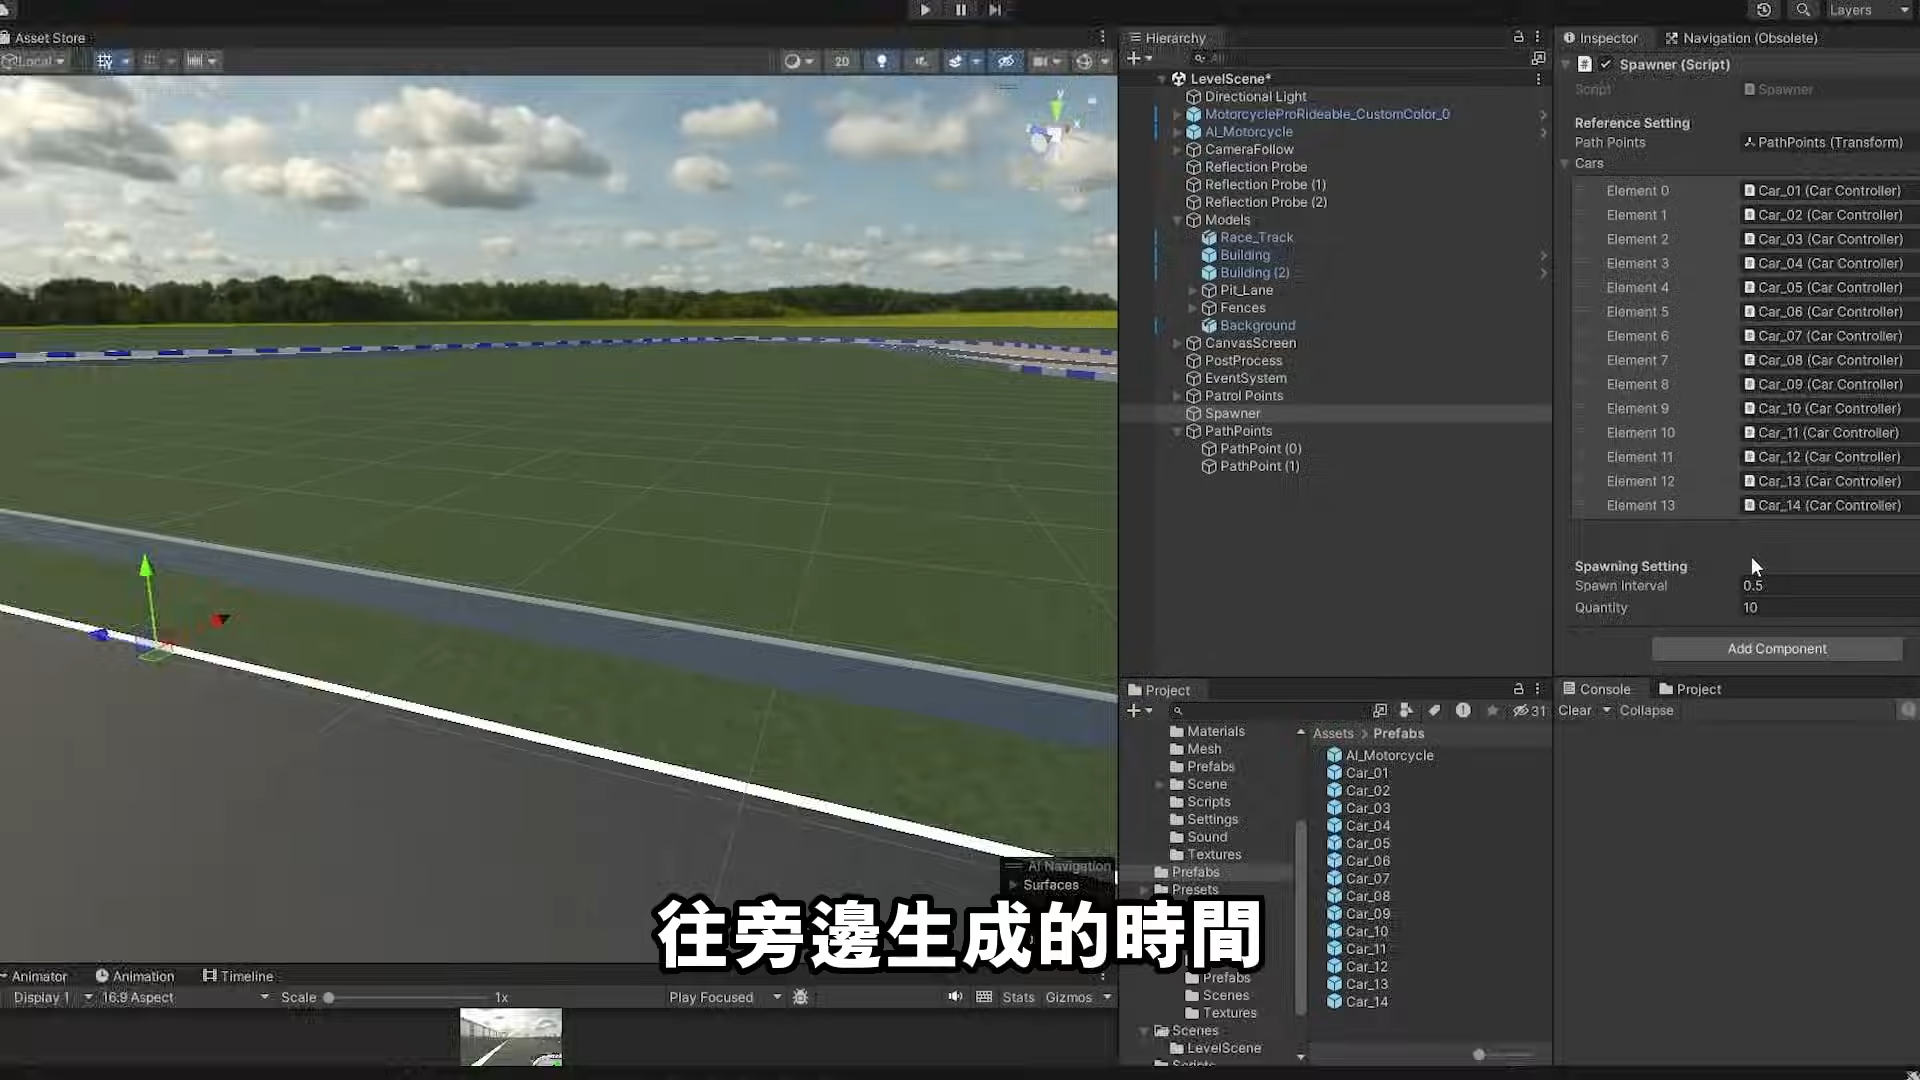 Layers
Asset Store
Local
2D
Hierarchy
All
LevelScene*
Directional Light
MotorcycleProRideable_CustomColor_0
AI_Motorcycle
CameraFollow
Reflection Probe
Reflection Probe (1)
Reflection Probe (2)
Models
Race_Track
Building
Building (2)
Pit_Lane
Fences
Background
CanvasScreen
PostProcess
EventSystem
Patrol Points
Spawner
PathPoints
PathPoint (0)
PathPoint (1)
Inspector
Navigation (Obsolete)
Spawner (Script)
Script
Spawner
Reference Setting
Path Points
PathPoints (Transform)
Cars
Element 0 Car_01 (Car Controller)
Element 1 Car_02 (Car Controller)
Element 2 Car_03 (Car Controller)
Element 3 Car_04 (Car Controller)
Element 4 Car_05 (Car Controller)
Element 5 Car_06 (Car Controller)
Element 6 Car_07 (Car Controller)
Element 7 Car_08 (Car Controller)
Element 8 Car_09 (Car Controller)
Element 9 Car_10 (Car Controller)
Element 10 Car_11 (Car Controller)
Element 11 Car_12 (Car Controller)
Element 12 Car_13 (Car Controller)
Element 13 Car_14 (Car Controller)
Spawning Setting
Spawn Interval 0.5
Quantity 10
Add Component
AI Navigation
Surfaces
往旁邊生成的時間
Animator
Animation
Timeline
Display 1
16:9 Aspect
Scale
1x
Play Focused
Stats
Gizmos
Project
31
Materials
Mesh
Prefabs
Scene
Scripts
Settings
Sound
Textures
Prefabs
Presets
Prefabs
Scenes
Textures
Scenes
LevelScene
Scripts
Assets > Prefabs
AI_Motorcycle
Car_01
Car_02
Car_03
Car_04
Car_05
Car_06
Car_07
Car_08
Car_09
Car_10
Car_11
Car_12
Car_13
Car_14
Console
Project
Clear
Collapse